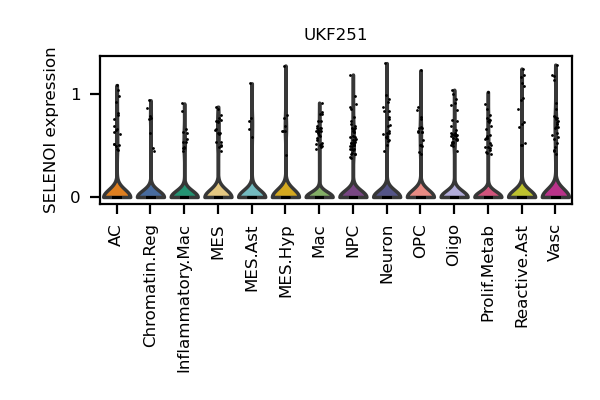 UKF251
SELENOI expression
1
0
AC
Chromatin.Reg
Inflammatory.Mac
MES
MES.Ast
MES.Hyp
Mac
NPC
Neuron
OPC
Oligo
Prolif.Metab
Reactive.Ast
Vasc